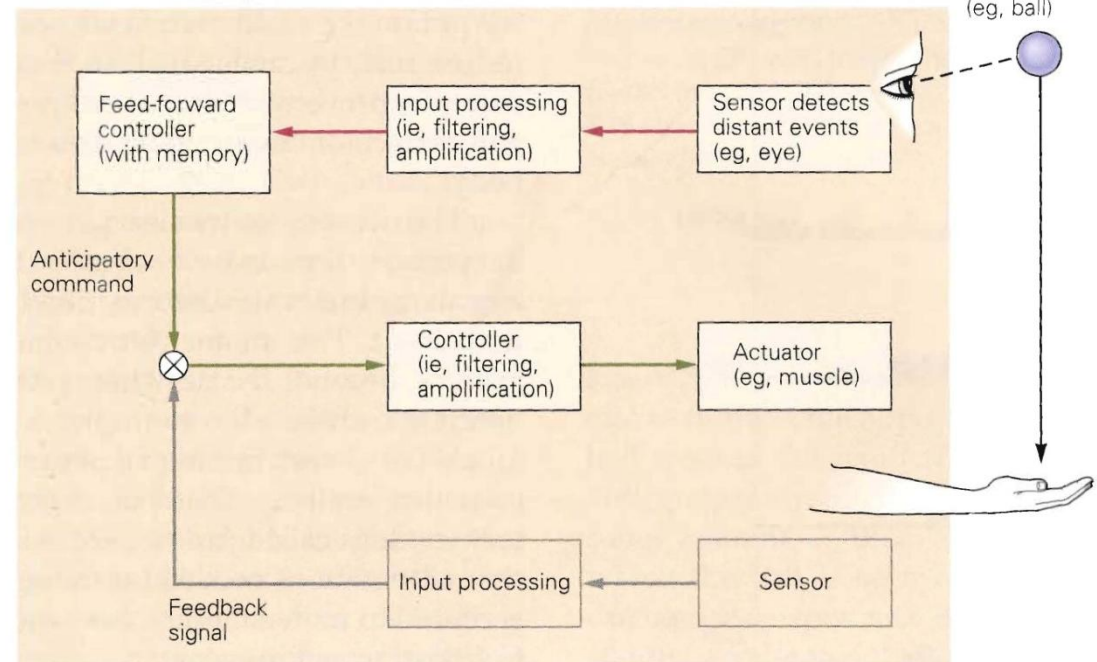 (eg, ball)
Feed-forward
controller
(with memory)
Input processing
(ie, filtering,
amplification)
Sensor detects
distant events
(eg, eye)
Anticipatory
command
Controller
(ie, filtering,
amplification)
Actuator
(eg, muscle)
Input processing
Sensor
Feedback
signal